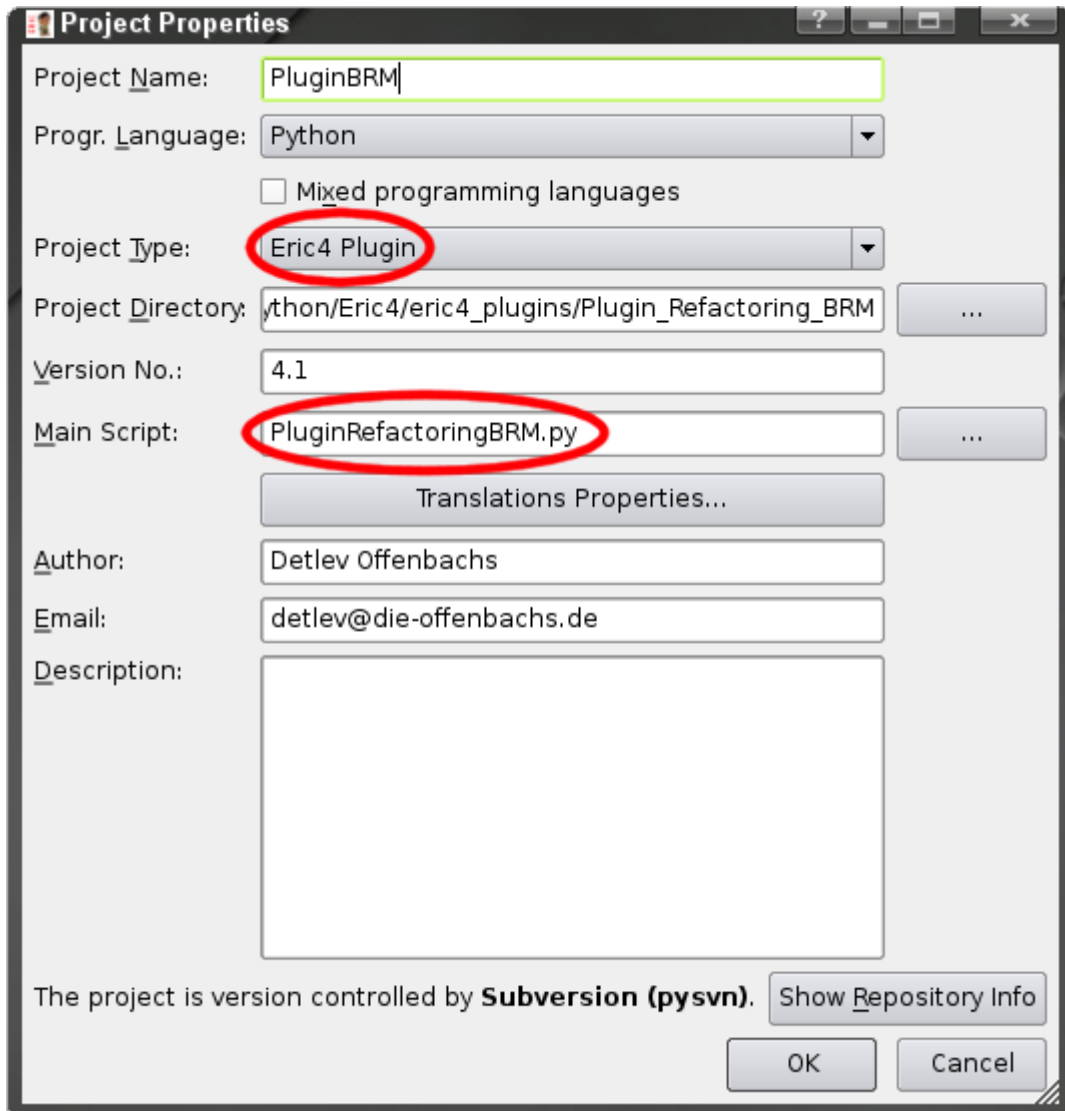 Project Properties
Project Name: PluginBRM
Progr. Language: Python
Mixed programming languages
Project Type: Eric4 Plugin
Project Directory: ython/Eric4/eric4_plugins/Plugin_Refactoring_BRM ...
Version No.: 4.1
Main Script: PluginRefactoringBRM.py ...
Translations Properties...
Author: Detlev Offenbachs
Email: detlev@die-offenbachs.de
Description:
The project is version controlled by Subversion (pysvn). Show Repository Info
OK Cancel